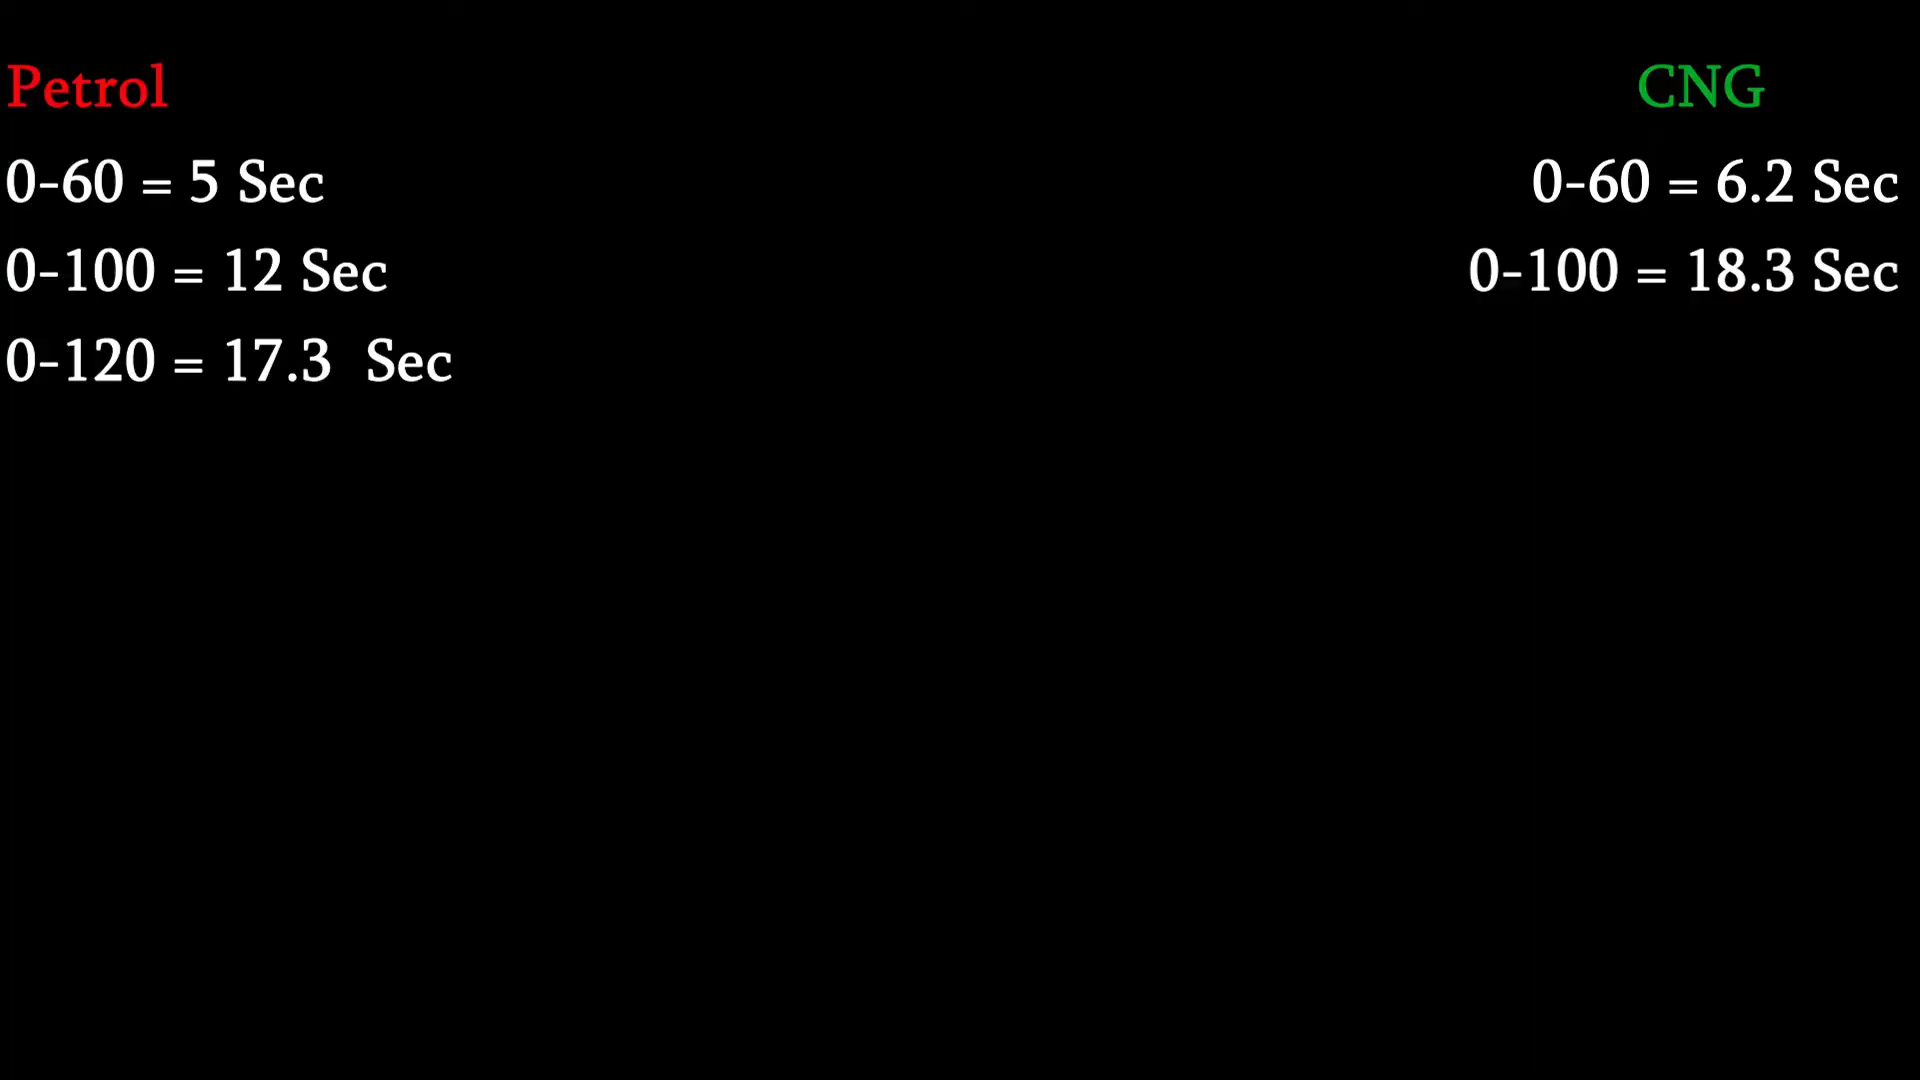 Petrol
0-60 = 5 Sec
0-100 = 12 Sec
0-120 = 17.3  Sec
CNG
0-60 = 6.2 Sec
0-100 = 18.3 Sec